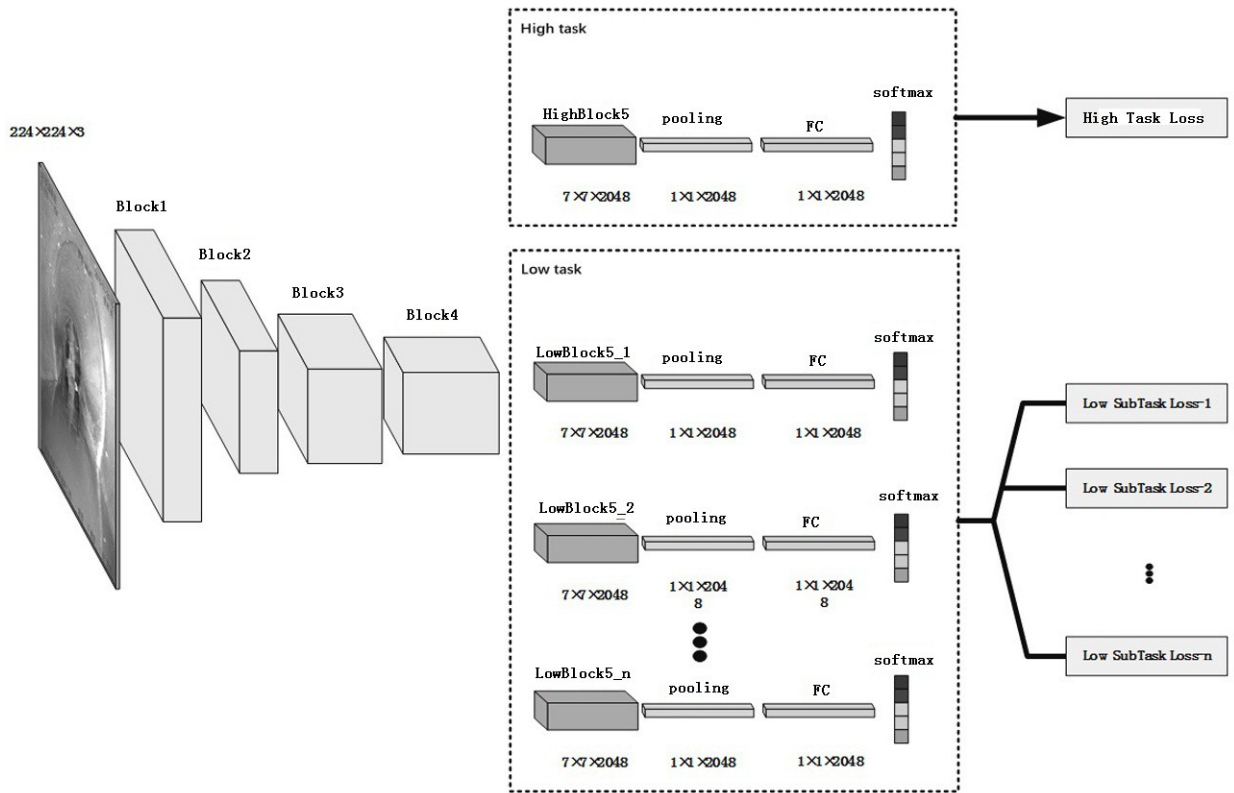 224×224×3
Block1
Block2
Block3
Block4
High task
HighBlock5
pooling
FC
softmax
7×7×2048
1×1×2048
1×1×2048
High Task Loss
Low task
LowBlock5_1
pooling
FC
softmax
7×7×2048
1×1×2048
1×1×2048
LowBlock5_2
pooling
FC
softmax
7×7×2048
1×1×204
8
1×1×204
8
LowBlock5_n
pooling
FC
softmax
7×7×2048
1×1×2048
1×1×2048
Low SubTask Loss-1
Low SubTask Loss-2
Low SubTask Loss-n